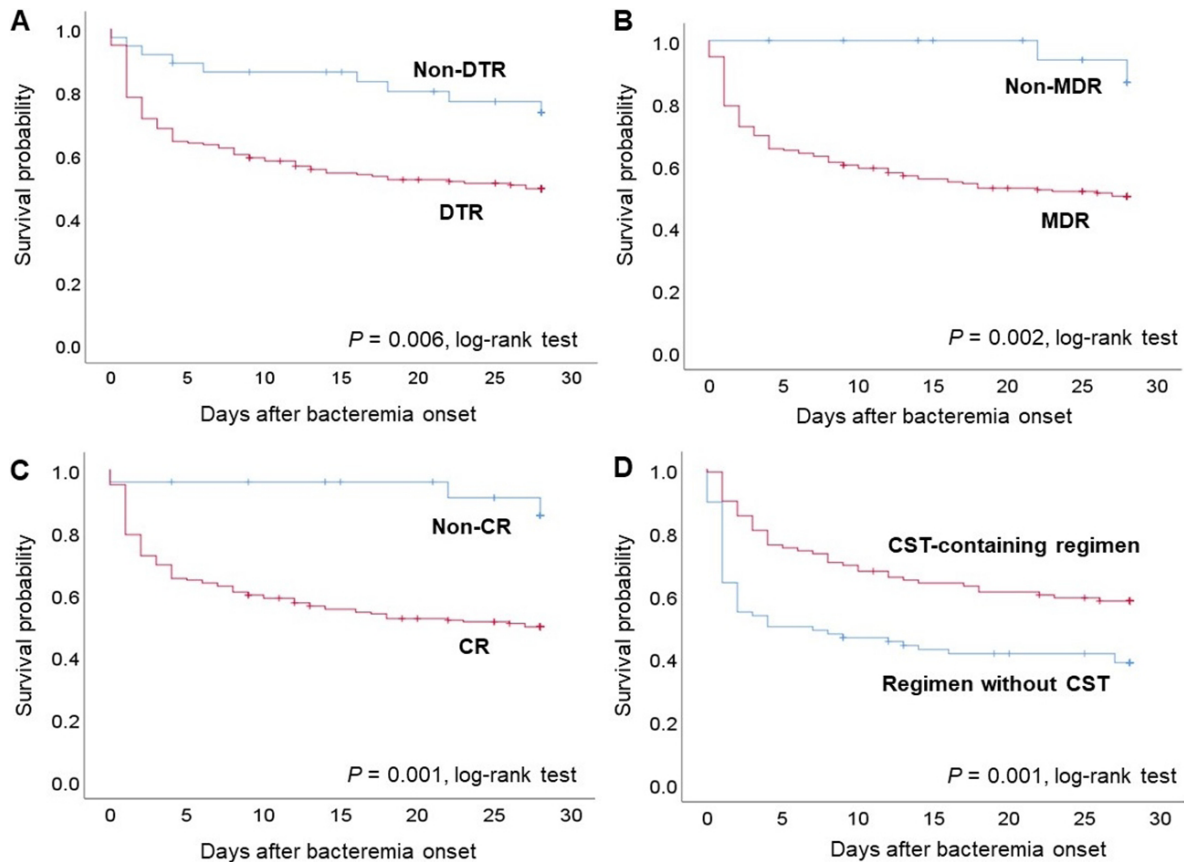 A
Survival probability
1.0
0.8
0.6
0.4
0.2
0.0
Non-DTR
DTR
P = 0.006, log-rank test
0 5 10 15 20 25 30
Days after bacteremia onset
B
Survival probability
1.0
0.8
0.6
0.4
0.2
0.0
Non-MDR
MDR
P = 0.002, log-rank test
0 5 10 15 20 25 30
Days after bacteremia onset
C
Survival probability
1.0
0.8
0.6
0.4
0.2
0.0
Non-CR
CR
P = 0.001, log-rank test
0 5 10 15 20 25 30
Days after bacteremia onset
D
Survival probability
1.0
0.8
0.6
0.4
0.2
0.0
CST-containing regimen
Regimen without CST
P = 0.001, log-rank test
0 5 10 15 20 25 30
Days after bacteremia onset